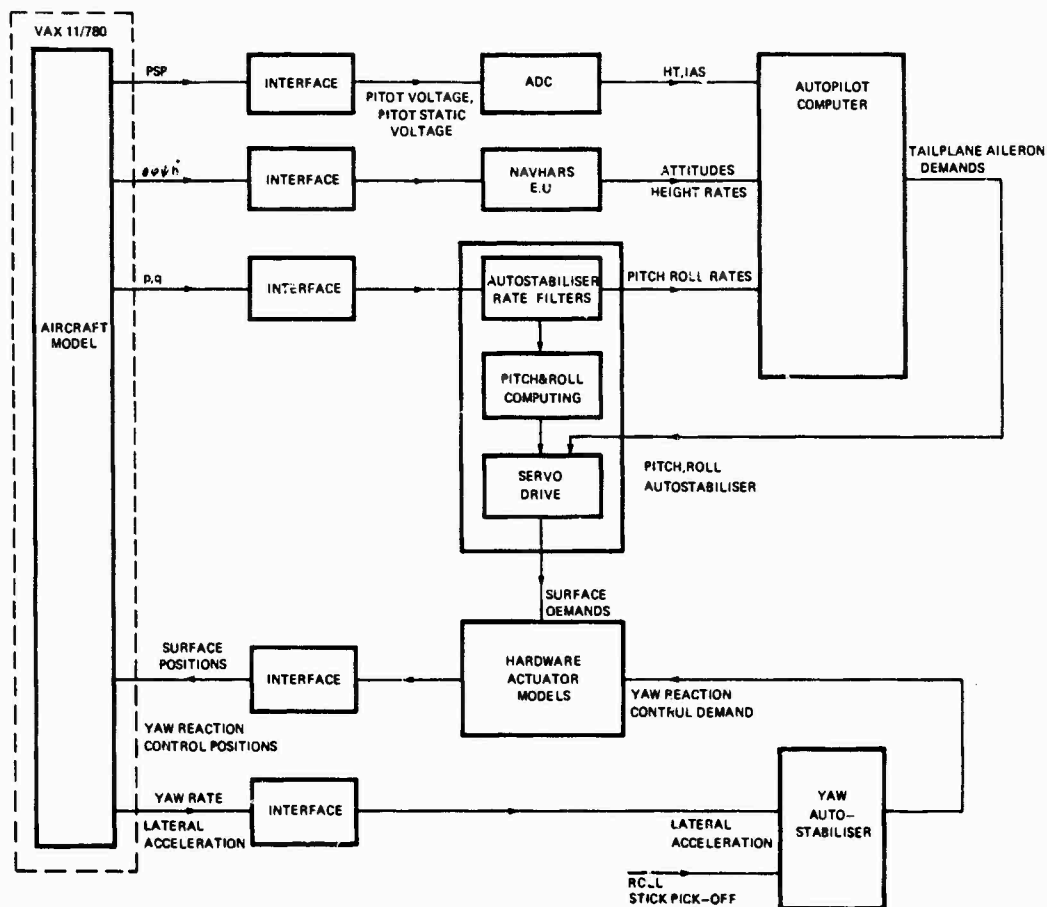 VAX 11/780
AIRCRAFT
MODEL
PSP
INTERFACE
PITOT VOLTAGE,
PITOT STATIC
VOLTAGE
ADC
HT,IAS
AUTOPILOT
COMPUTER
TAILPLANE AILERON
DEMANDS
INTERFACE
NAVHARS
E.U
ATTITUDES
HEIGHT RATES
p,q
INTERFACE
AUTOSTABILISER
RATE FILTERS
PITCH ROLL RATES
PITCH&ROLL
COMPUTING
SERVO
DRIVE
PITCH,ROLL
AUTOSTABILISER
SURFACE
DEMANDS
SURFACE
POSITIONS
INTERFACE
HARDWARE
ACTUATOR
MODELS
YAW REACTION
CONTROL DEMAND
YAW REACTION
CONTROL POSITIONS
YAW RATE
LATERAL
ACCELERATION
INTERFACE
LATERAL
ACCELERATION
YAW
AUTO-
STABILISER
ROLL
STICK PICK-OFF